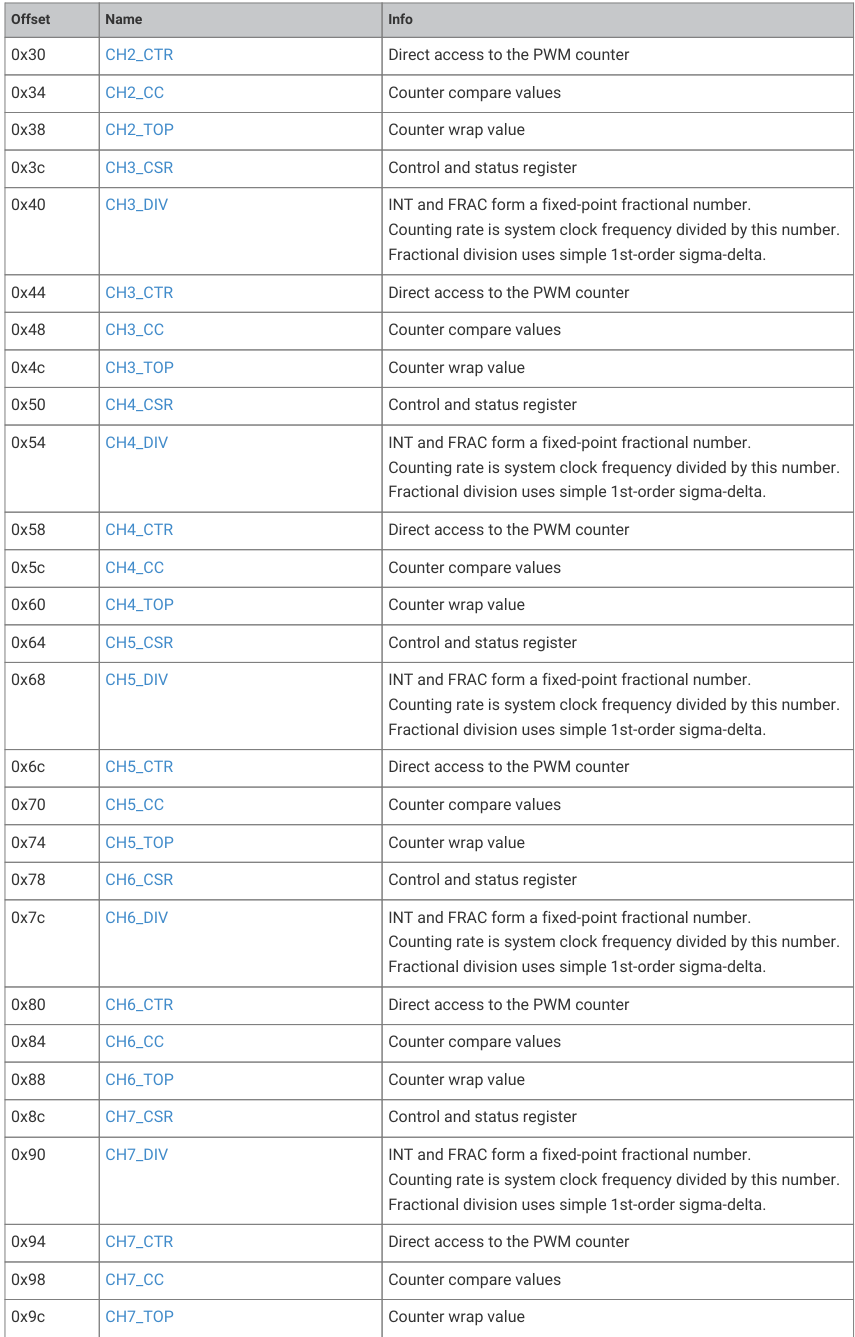 Offset Name Info
0x30 CH2_CTR Direct access to the PWM counter
0x34 CH2_CC Counter compare values
0x38 CH2_TOP Counter wrap value
0x3c CH3_CSR Control and status register
0x40 CH3_DIV INT and FRAC form a fixed-point fractional number.
Counting rate is system clock frequency divided by this number.
Fractional division uses simple 1st-order sigma-delta.
0x44 CH3_CTR Direct access to the PWM counter
0x48 CH3_CC Counter compare values
0x4c CH3_TOP Counter wrap value
0x50 CH4_CSR Control and status register
0x54 CH4_DIV INT and FRAC form a fixed-point fractional number.
Counting rate is system clock frequency divided by this number.
Fractional division uses simple 1st-order sigma-delta.
0x58 CH4_CTR Direct access to the PWM counter
0x5c CH4_CC Counter compare values
0x60 CH4_TOP Counter wrap value
0x64 CH5_CSR Control and status register
0x68 CH5_DIV INT and FRAC form a fixed-point fractional number.
Counting rate is system clock frequency divided by this number.
Fractional division uses simple 1st-order sigma-delta.
0x6c CH5_CTR Direct access to the PWM counter
0x70 CH5_CC Counter compare values
0x74 CH5_TOP Counter wrap value
0x78 CH6_CSR Control and status register
0x7c CH6_DIV INT and FRAC form a fixed-point fractional number.
Counting rate is system clock frequency divided by this number.
Fractional division uses simple 1st-order sigma-delta.
0x80 CH6_CTR Direct access to the PWM counter
0x84 CH6_CC Counter compare values
0x88 CH6_TOP Counter wrap value
0x8c CH7_CSR Control and status register
0x90 CH7_DIV INT and FRAC form a fixed-point fractional number.
Counting rate is system clock frequency divided by this number.
Fractional division uses simple 1st-order sigma-delta.
0x94 CH7_CTR Direct access to the PWM counter
0x98 CH7_CC Counter compare values
0x9c CH7_TOP Counter wrap value